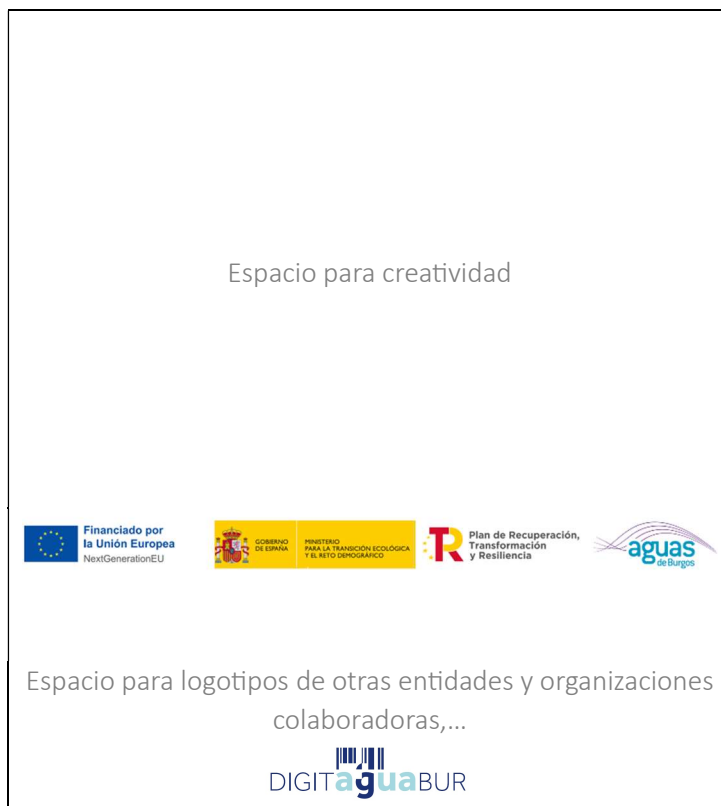 Espacio para creatividad
Financiado por
la Unión Europea
NextGenerationEU
GOBIERNO
DE ESPAÑA
MINISTERIO
PARA LA TRANSICIÓN ECOLÓGICA
Y EL RETO DEMOGRÁFICO
Plan de Recuperación,
Transformación
y Resiliencia
aguas
de Burgos
Espacio para logotipos de otras entidades y organizaciones
colaboradoras,...
DIGITaguaBUR